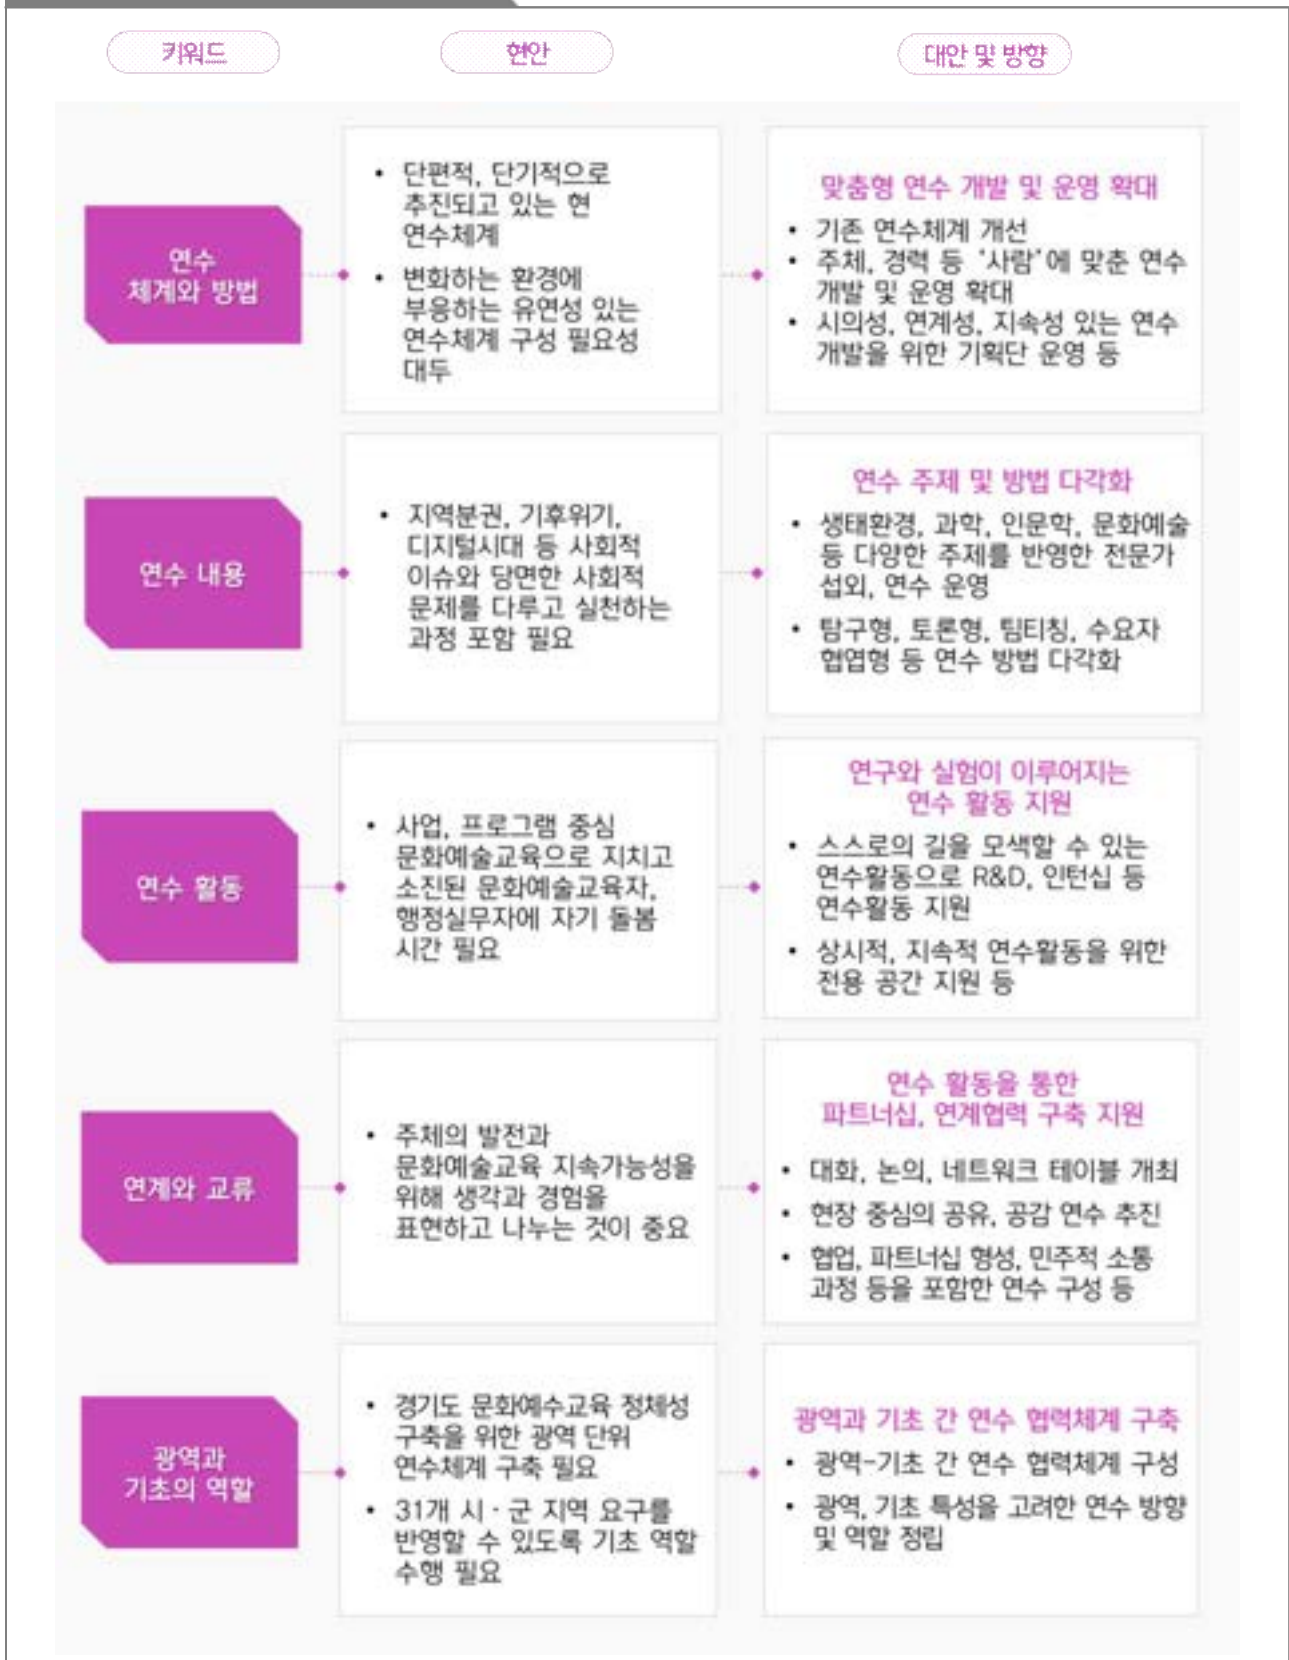 키워드
현안
대안 및 방향
연수
체계와 방법
• 단편적, 단기적으로
추진되고 있는 현
연수체계
• 변화하는 환경에
부응하는 유연성 있는
연수체계 구성 필요성
대두
맞춤형 연수 개발 및 운영 확대
• 기존 연수체계 개선
• 주체, 경력 등 '사람'에 맞춘 연수
개발 및 운영 확대
• 시의성, 연계성, 지속성 있는 연수
개발을 위한 기획단 운영 등
연수 내용
• 지역분권, 기후위기,
디지털시대 등 사회적
이슈와 당면한 사회적
문제를 다루고 실천하는
과정 포함 필요
연수 주제 및 방법 다각화
• 생태환경, 과학, 인문학, 문화예술
등 다양한 주제를 반영한 전문가
섭외, 연수 운영
• 탐구형, 토론형, 팀티칭, 수요자
협업형 등 연수 방법 다각화
연수 활동
• 사업, 프로그램 중심
문화예술교육으로 지치고
소진된 문화예술교육자,
행정실무자에 자기 돌봄
시간 필요
연구와 실험이 이루어지는
연수 활동 지원
• 스스로의 길을 모색할 수 있는
연수활동으로 R&D, 인턴십 등
연수활동 지원
• 상시적, 지속적 연수활동을 위한
전용 공간 지원 등
연계와 교류
• 주체의 발전과
문화예술교육 지속가능성을
위해 생각과 경험을
표현하고 나누는 것이 중요
연수 활동을 통한
파트너십, 연계협력 구축 지원
• 대화, 논의, 네트워크 테이블 개최
• 현장 중심의 공유, 공감 연수 추진
• 협업, 파트너십 형성, 민주적 소통
과정 등을 포함한 연수 구성 등
광역과
기초의 역할
• 경기도 문화예수교육 정체성
구축을 위한 광역 단위
연수체계 구축 필요
• 31개 시·군 지역 요구를
반영할 수 있도록 기초 역할
수행 필요
광역과 기초 간 연수 협력체계 구축
• 광역-기초 간 연수 협력체계 구성
• 광역, 기초 특성을 고려한 연수 방향
및 역할 정립